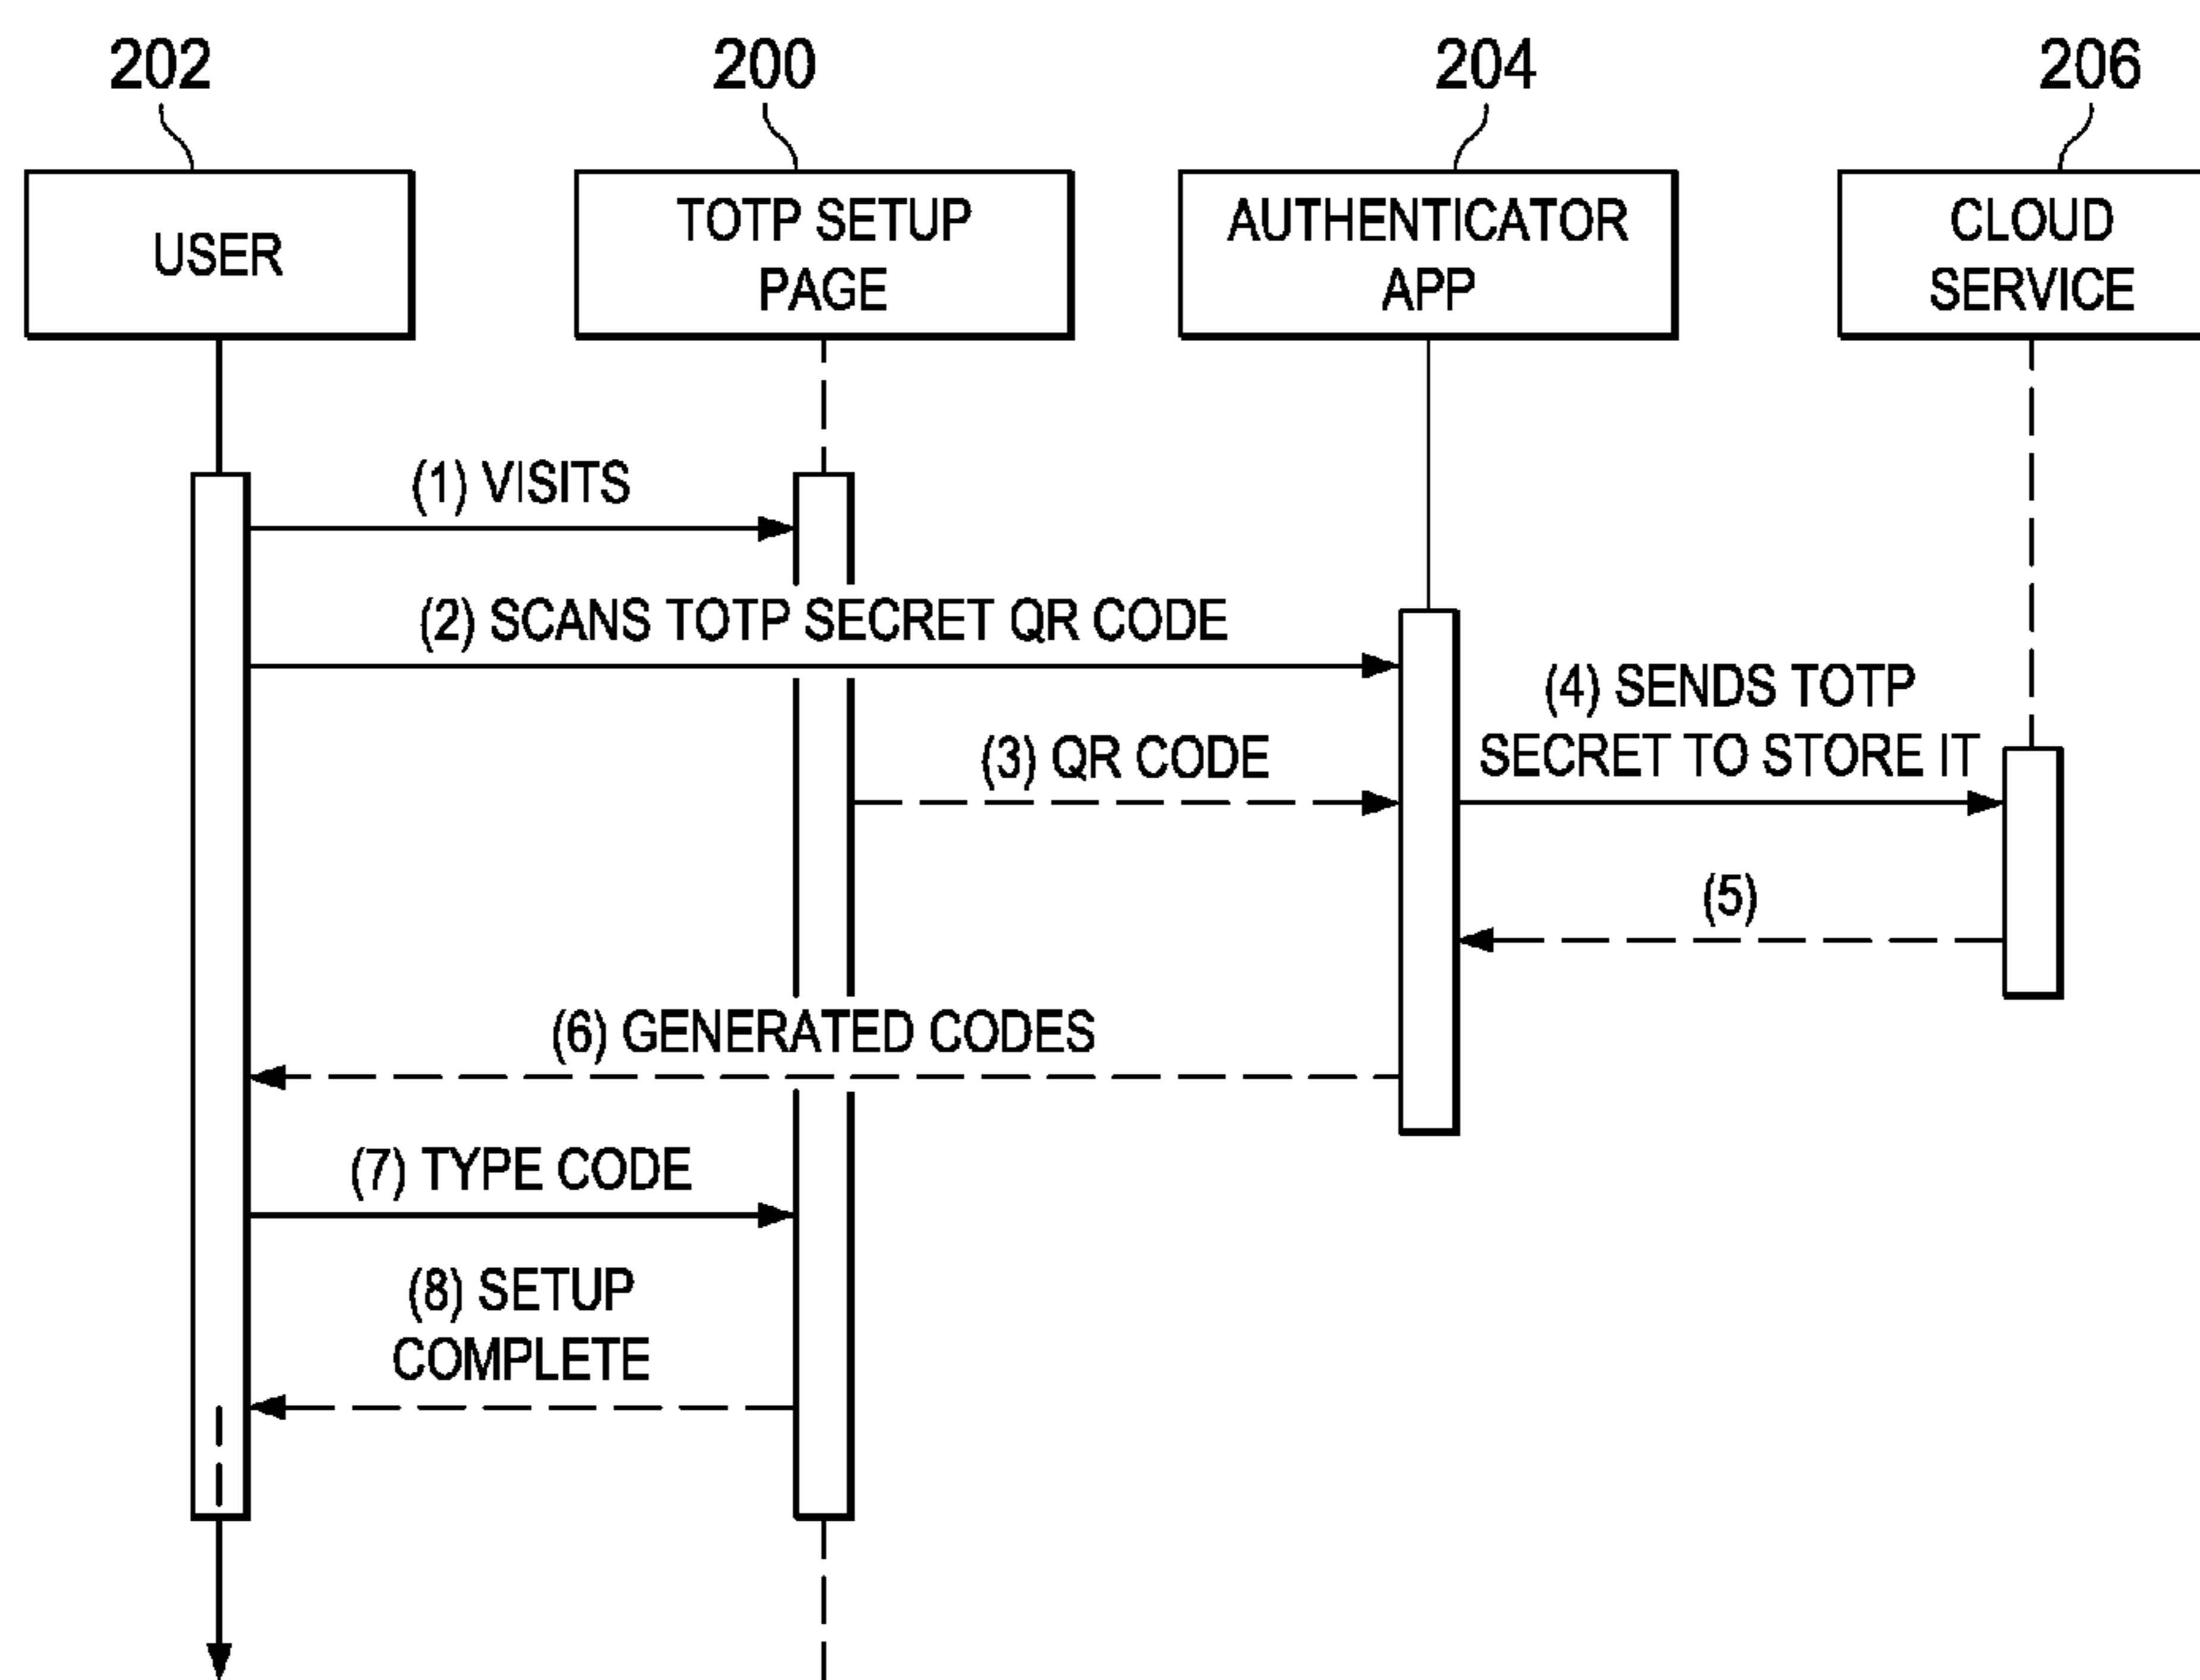 202
200
204
206
USER
TOTP SETUP
PAGE
AUTHENTICATOR
APP
CLOUD
SERVICE
(1) VISITS
(2) SCANS TOTP SECRET QR CODE
(3) QR CODE
(4) SENDS TOTP
SECRET TO STORE IT
(5)
(6) GENERATED CODES
(7) TYPE CODE
(8) SETUP
COMPLETE